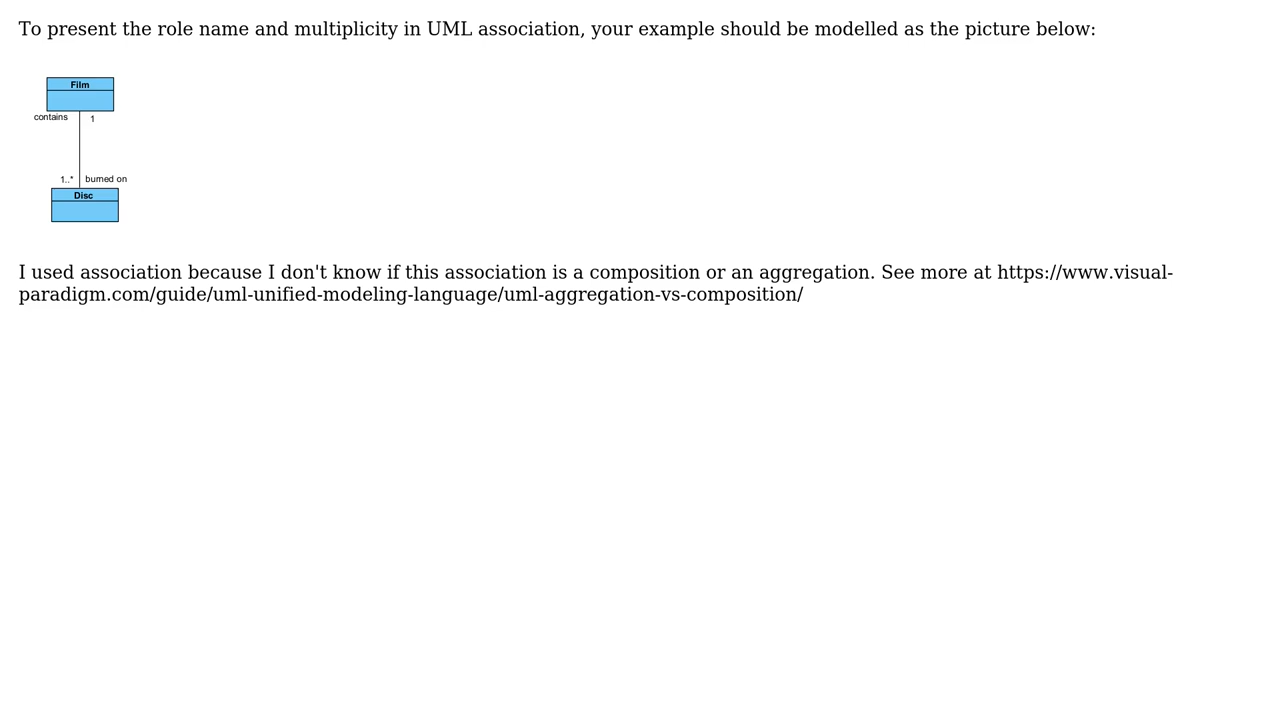 To present the role name and multiplicity in UML association, your example should be modelled as the picture below:
Film
contains 1
1..* burned on
Disc
I used association because I don't know if this association is a composition or an aggregation. See more at https://www.visual-
paradigm.com/guide/uml-unified-modeling-language/uml-aggregation-vs-composition/